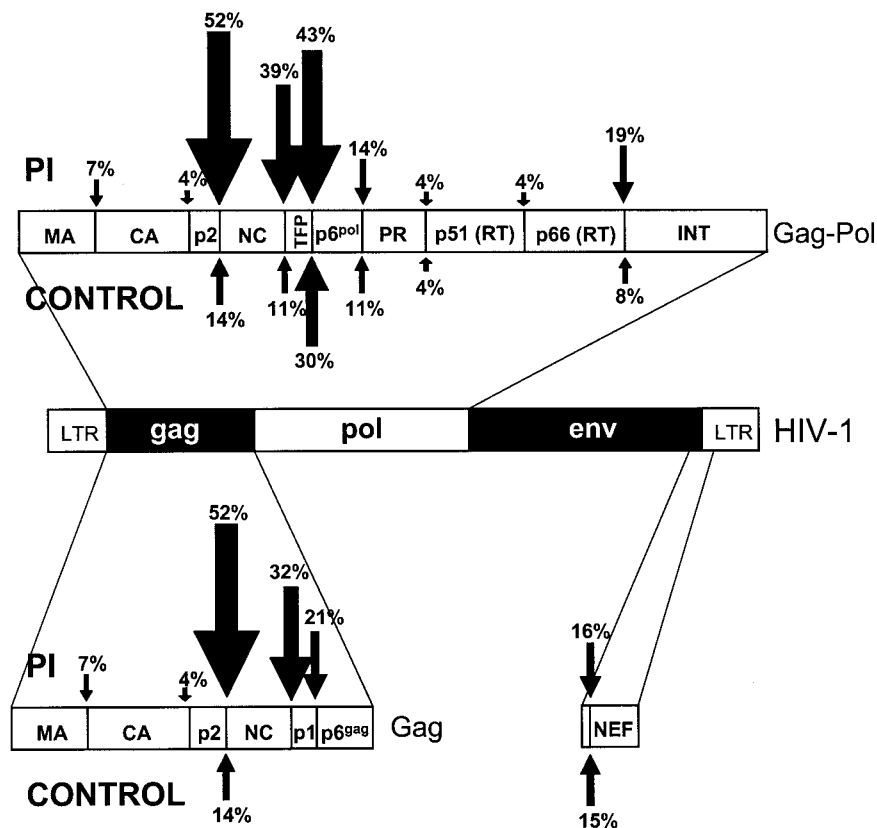 52%
43%
39%
14%
19%
PI
7%
4%
4%
4%
MA CA p2 NC TFP p6pol PR p51 (RT) p66 (RT) INT Gag-Pol
CONTROL
14%
11%
30%
11%
4%
8%
LTR gag pol env LTR HIV-1
52%
32%
21%
16%
PI
7%
4%
MA CA p2 NC p1 p6gag Gag
NEF
CONTROL
14%
15%